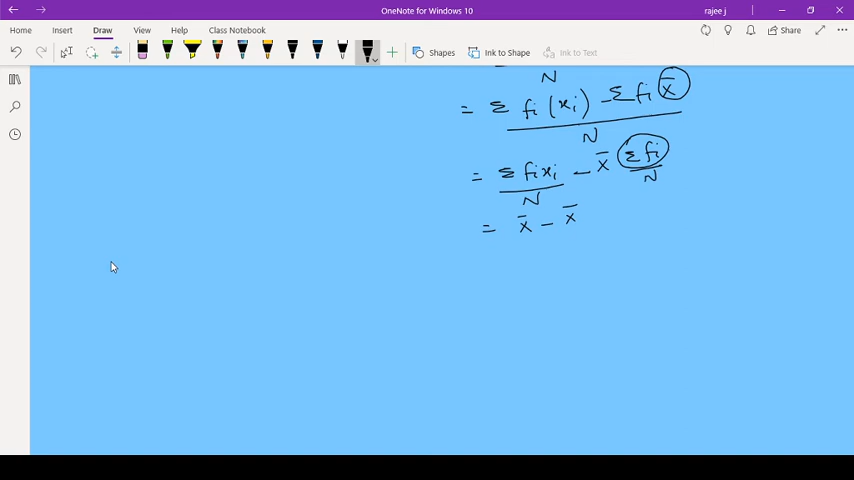 OneNote for Windows 10
rajee j
Home Insert Draw View Help Class Notebook
Share
Shapes Ink to Shape Ink to Text
N
= Σ fi (xi) - Σ fi x̄
N
= Σ fixi - x̄ Σ fi
N N
= x̄ - x̄